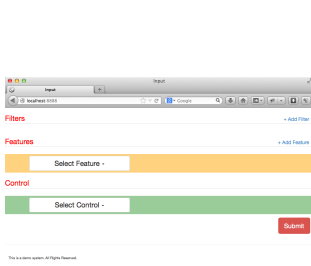 Input
Input
localhost:8888
Google
Filters
+ Add Filter
Features
+ Add Feature
Select Feature -
Control
Select Control -
Submit
This is a demo system. All Rights Reserved.